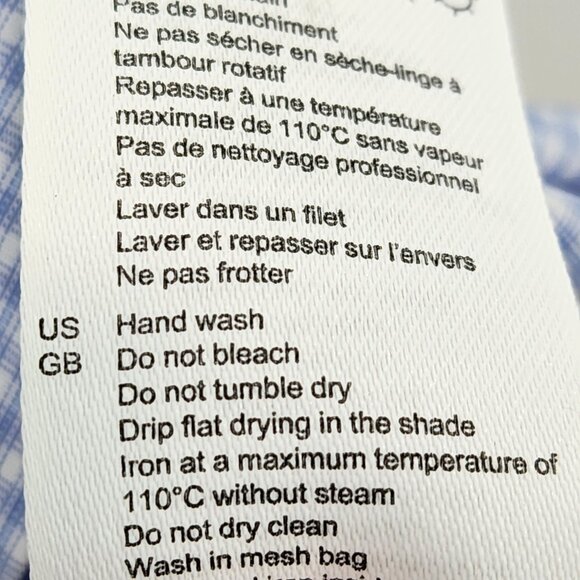 Pas de blanchiment
Ne pas sécher en sèche-linge à
tambour rotatif
Repasser à une température
maximale de 110°C sans vapeur
Pas de nettoyage professionnel
à sec
Laver dans un filet
Laver et repasser sur l'envers
Ne pas frotter
US Hand wash
GB Do not bleach
Do not tumble dry
Drip flat drying in the shade
Iron at a maximum temperature of
110°C without steam
Do not dry clean
Wash in mesh bag